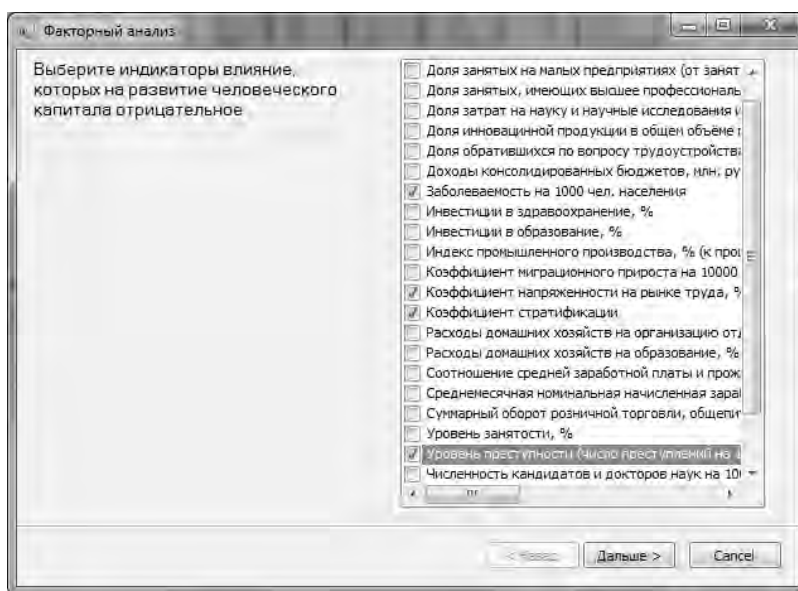 Факторный анализ
Выберите индикаторы влияние,
которых на развитие человеческого
капитала отрицательное
Доля занятых на малых предприятиях (от занят
Доля занятых, имеющих высшее профессиональ
Доля затрат на науку и научные исследования и
Доля инновацинной продукции в общем объёме
Доля обратившихся по вопросу трудоустройства
Доходы консолидированных бюджетов, млн. ру
Заболеваемость на 1000 чел. населения
Инвестиции в здравоохранение, %
Инвестиции в образование, %
Индекс промышленного производства, % (к про
Коэффициент миграционного прироста на 10000
Коэффициент напряженности на рынке труда, %
Коэффициент стратификации
Расходы домашних хозяйств на организацию от
Расходы домашних хозяйств на образование, %
Соотношение средней заработной платы и прож
Среднемесячная номинальная начисленная зара
Суммарный оборот розничной торговли, общепит
Уровень занятости, %
Уровень преступности (число преступлений на
Численность кандидатов и докторов наук на 10
< Назад
Дальше >
Cancel